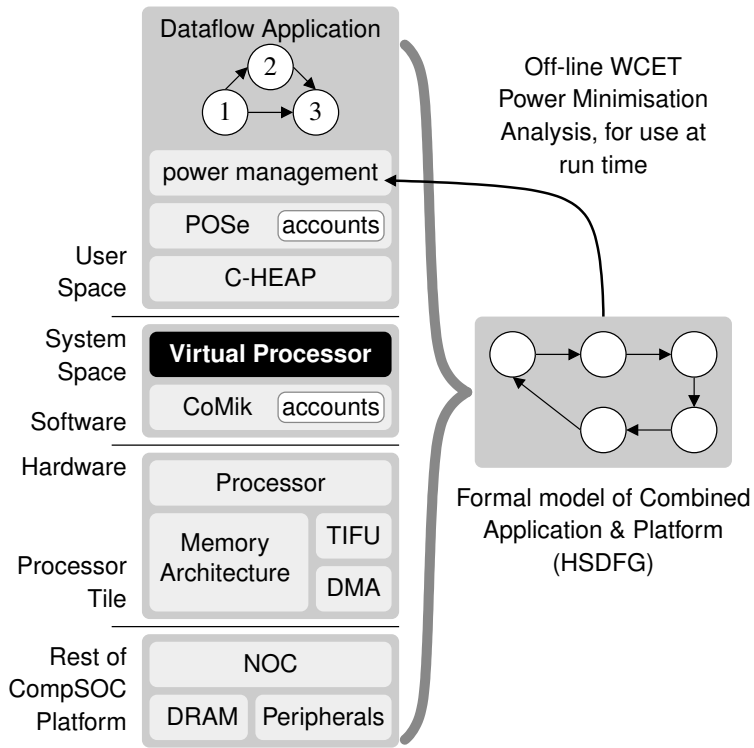 Dataflow Application
2
1
3
power management
POSe
accounts
C-HEAP
User
Space
System
Space
Virtual Processor
CoMik
accounts
Software
Hardware
Processor
Memory
Architecture
TIFU
DMA
Processor
Tile
Rest of
CompSOC
Platform
NOC
DRAM
Peripherals
Off-line WCET
Power Minimisation
Analysis, for use at
run time
Formal model of Combined
Application & Platform
(HSDFG)